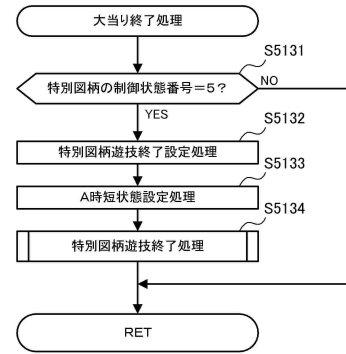 大当り終了処理
S5131
特別図柄の制御状態番号=5?
NO
YES
S5132
特別図柄遊技終了設定処理
S5133
A時短状態設定処理
S5134
特別図柄遊技終了処理
RET